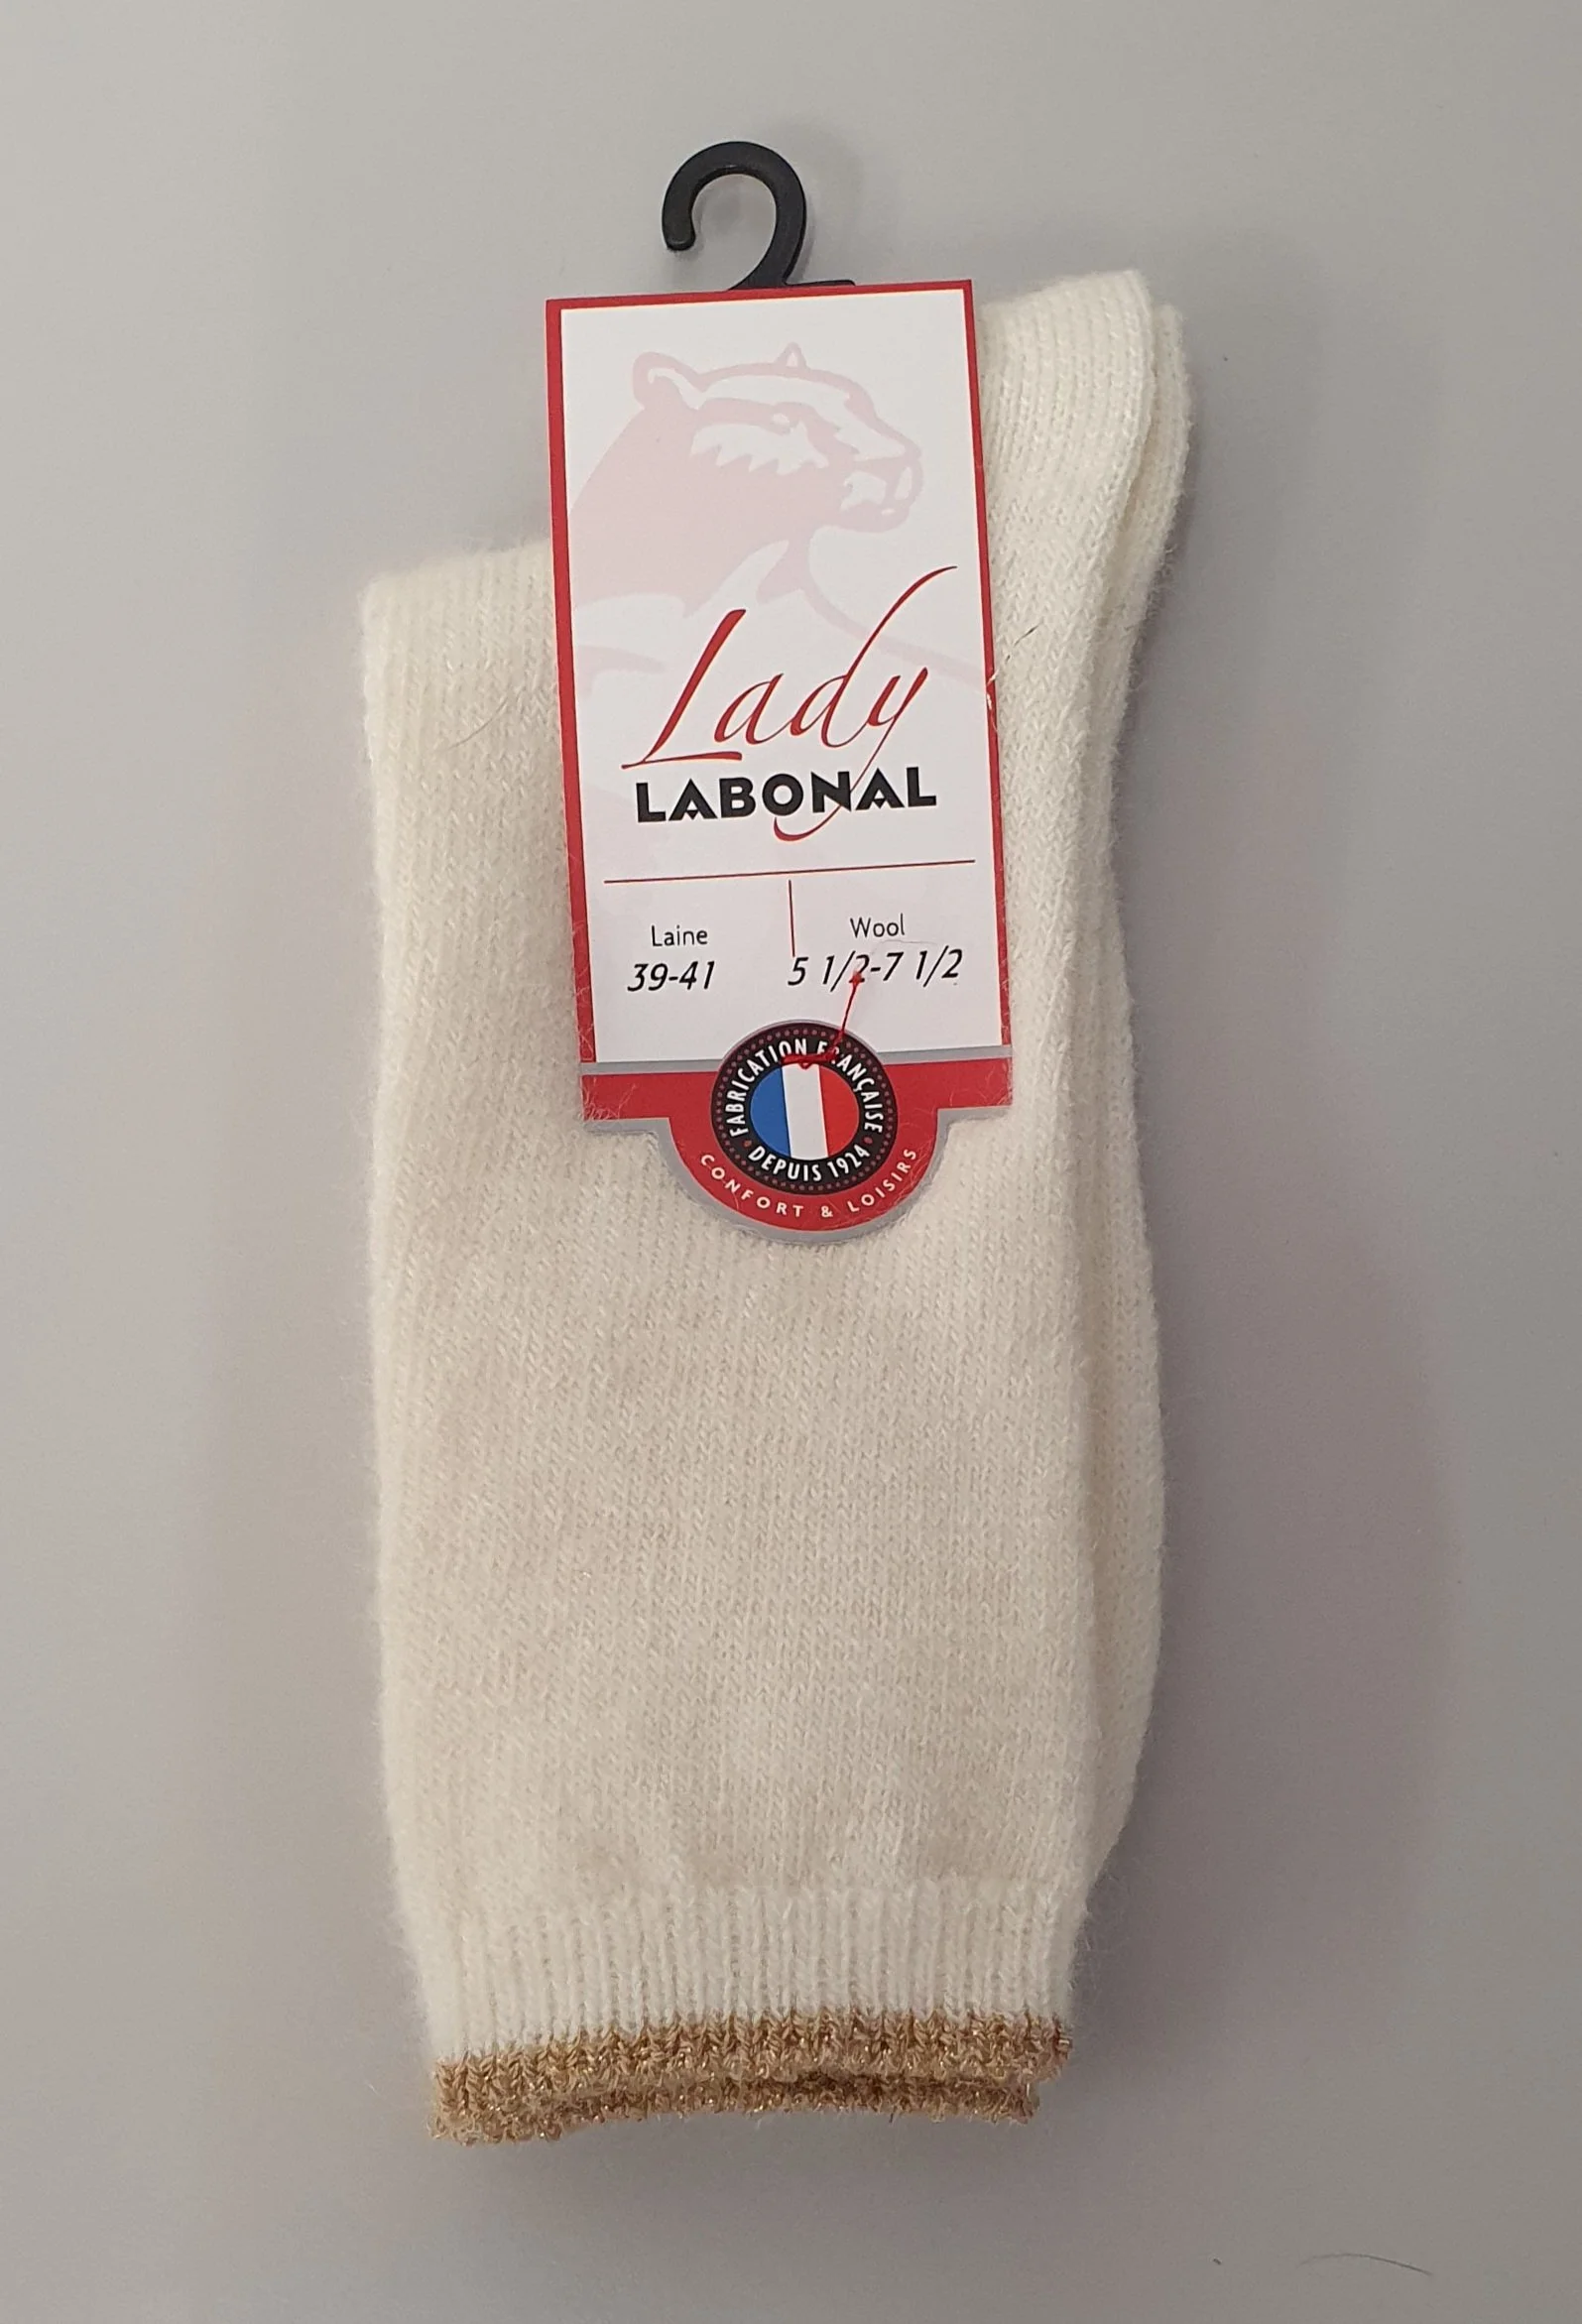 Lady
LABONAL
Laine
Wool
39-41
5 1/2-7 1/2
FABRICATION FRANÇAISE
DEPUIS 1924
CONFORT & LOISIRS